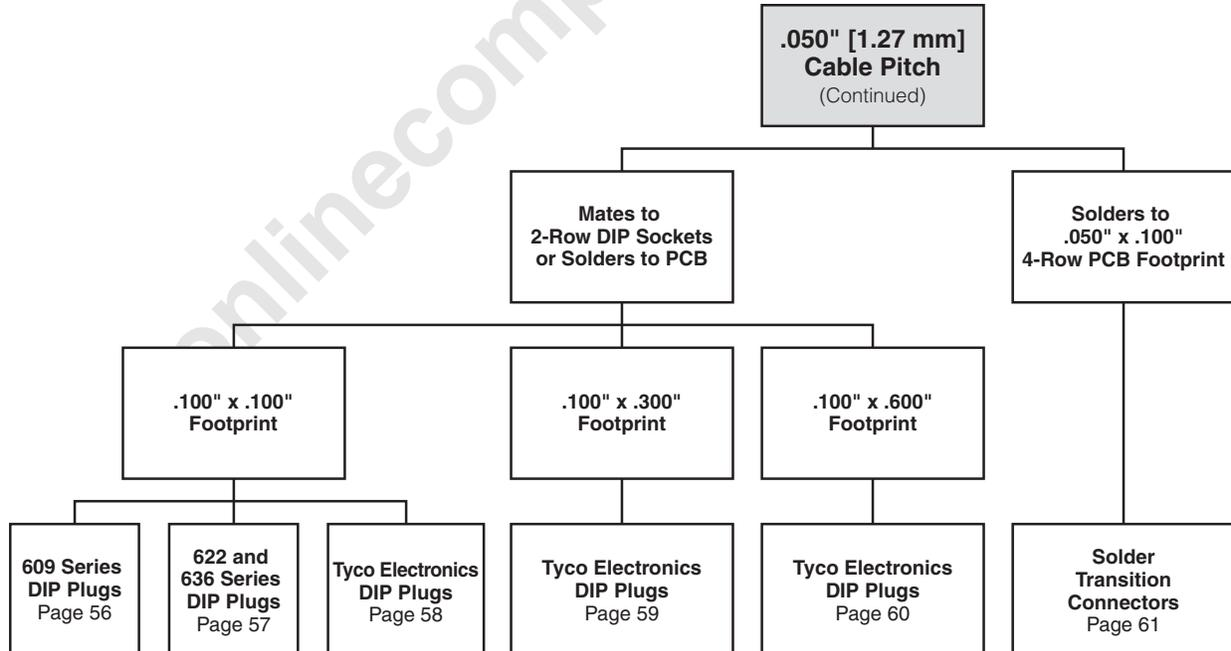 .050" [1.27 mm]
Cable Pitch
(Continued)
Mates to
2-Row DIP Sockets
or Solders to PCB
Solders to
.050" x .100"
4-Row PCB Footprint
.100" x .100"
Footprint
.100" x .300"
Footprint
.100" x .600"
Footprint
609 Series
DIP Plugs
Page 56
622 and
636 Series
DIP Plugs
Page 57
Tyco Electronics
DIP Plugs
Page 58
Tyco Electronics
DIP Plugs
Page 59
Tyco Electronics
DIP Plugs
Page 60
Solder
Transition
Connectors
Page 61